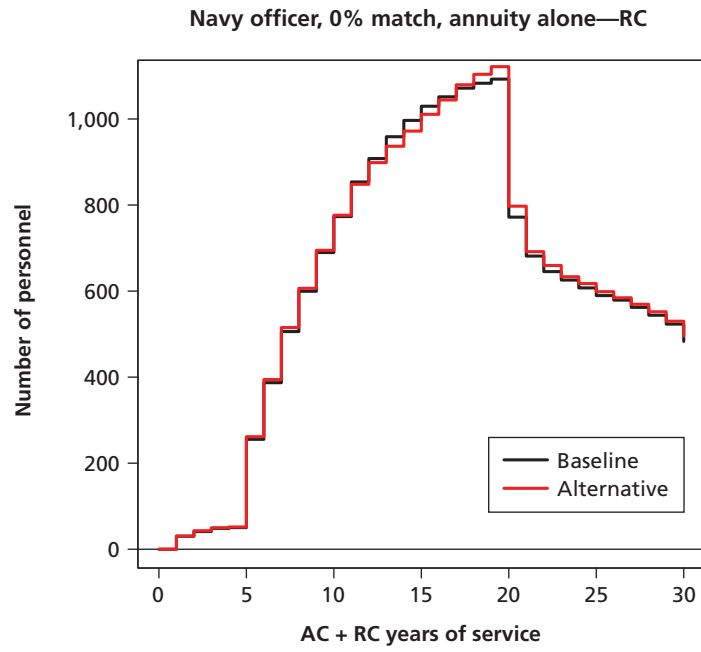 Navy officer, 0% match, annuity alone—RC
Number of personnel
1,000
800
600
400
200
0
Baseline
Alternative
0 5 10 15 20 25 30
AC + RC years of service